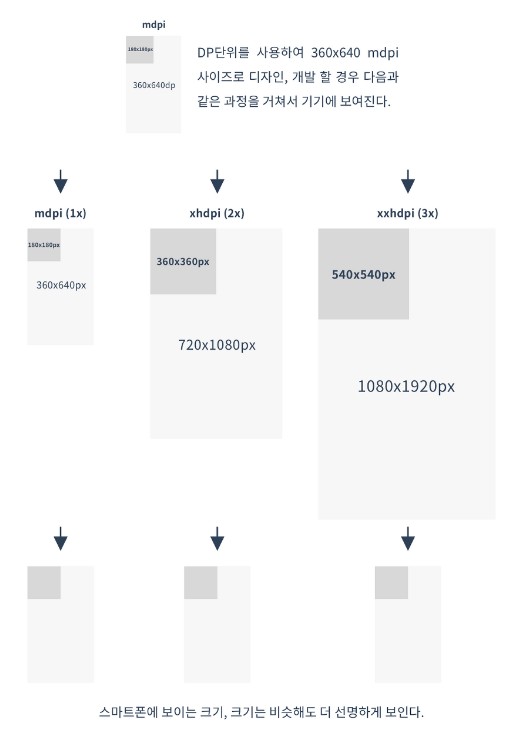 mdpi
180x180px
360x640dp
DP단위를 사용하여 360x640 mdpi
사이즈로 디자인, 개발 할 경우 다음과
같은 과정을 거쳐서 기기에 보여진다.
mdpi (1x)
xhdpi (2x)
xxhdpi (3x)
180x180px
360x640px
360x360px
720x1080px
540x540px
1080x1920px
스마트폰에 보이는 크기, 크기는 비슷해도 더 선명하게 보인다.